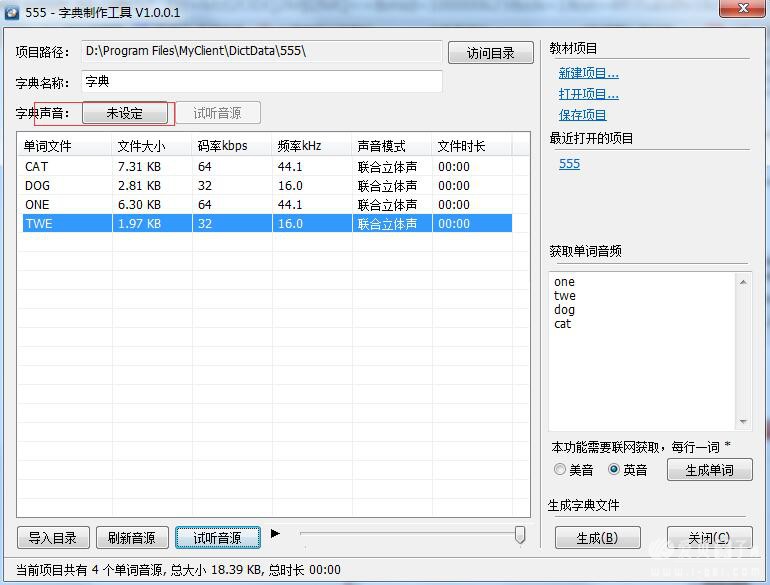 555 - 字典制作工具 V1.0.0.1
项目路径： D:\Program Files\MyClient\DictData\555\ 访问目录
字典名称： 字典
字典声音： 未设定 试听音源
单词文件 文件大小 码率kbps 频率kHz 声音模式 文件时长
CAT 7.31 KB 64 44.1 联合立体声 00:00
DOG 2.81 KB 32 16.0 联合立体声 00:00
ONE 6.30 KB 64 44.1 联合立体声 00:00
TWE 1.97 KB 32 16.0 联合立体声 00:00
导入目录 刷新音源 试听音源
当前项目共有 4 个单词音源, 总大小 18.39 KB, 总时长 00:00
教材项目
新建项目...
打开项目...
保存项目
最近打开的项目
555
获取单词音频
one
twe
dog
cat
本功能需要联网获取，每行一词 *
美音 英音 生成单词
生成字典文件
生成(B) 关闭(C)